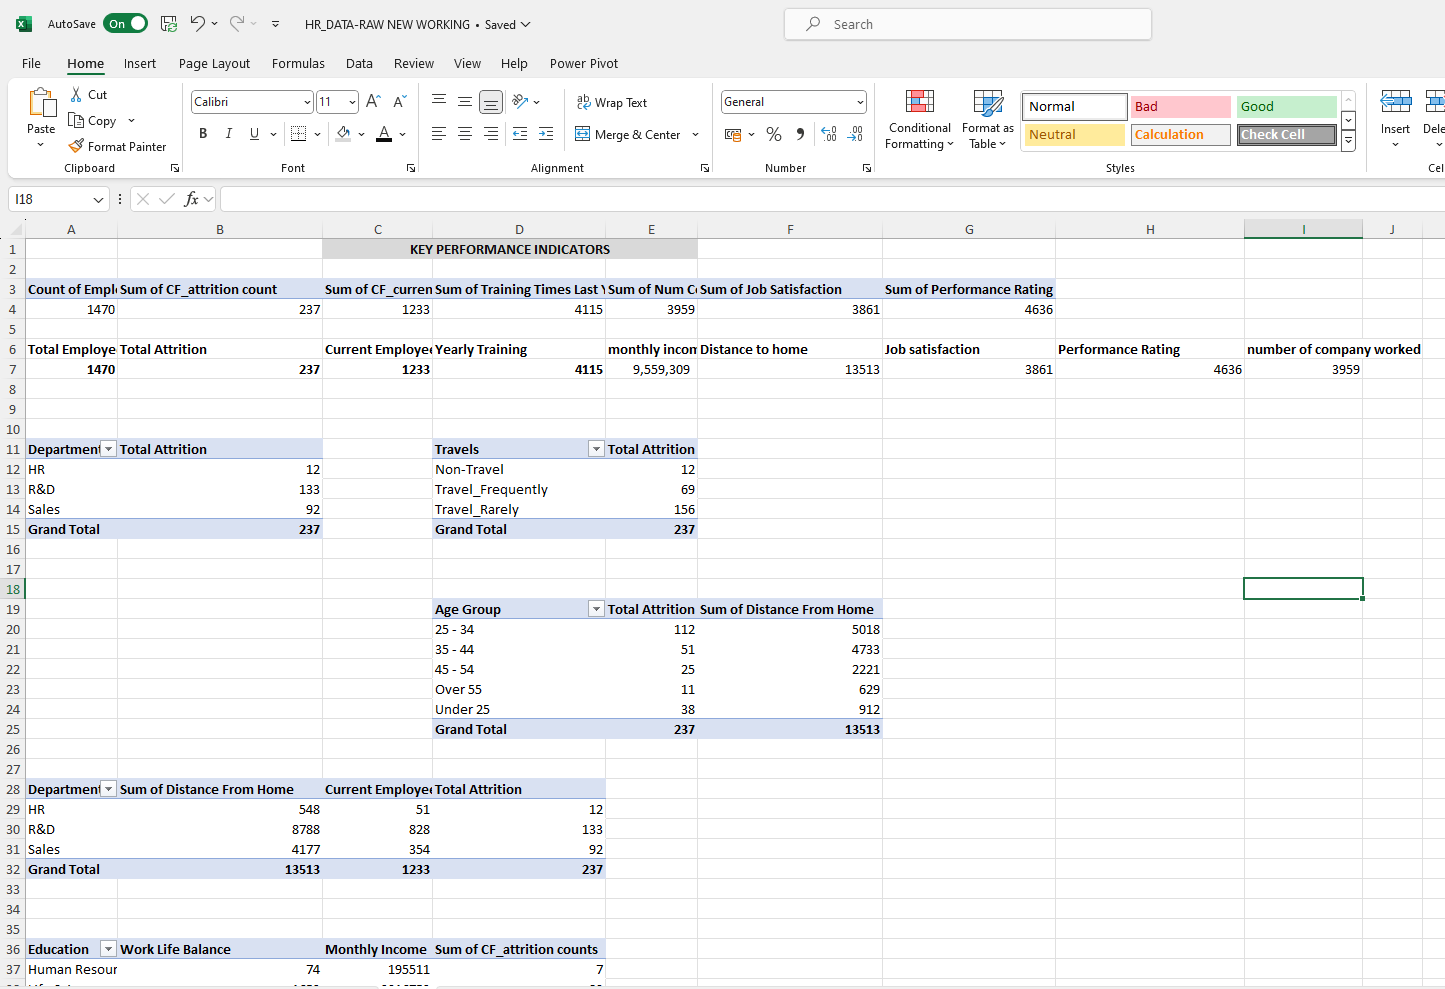 AutoSave On HR_DATA-RAW NEW WORKING • Saved Search
File Home Insert Page Layout Formulas Data Review View Help Power Pivot
Cut
Copy
Format Painter
Paste
Clipboard
Calibri 11
B I U A
Font
Wrap Text
Merge & Center
Alignment
General
Number
Conditional Formatting
Format as Table
Normal Bad Good
Neutral Calculation Check Cell
Styles
Insert Dele
Cel
I18 fx
A B C D E F G H I J
1 KEY PERFORMANCE INDICATORS
2
3 Count of Empl Sum of CF_attrition count Sum of CF_curren Sum of Training Times Last Y Sum of Num C Sum of Job Satisfaction Sum of Performance Rating
4 1470 237 1233 4115 3959 3861 4636
5
6 Total Employe Total Attrition Current Employee Yearly Training monthly incom Distance to home Job satisfaction Performance Rating number of company worked
7 1470 237 1233 4115 9,559,309 13513 3861 4636 3959
8
9
10
11 Department Total Attrition Travels Total Attrition
12 HR 12 Non-Travel 12
13 R&D 133 Travel_Frequently 69
14 Sales 92 Travel_Rarely 156
15 Grand Total 237 Grand Total 237
16
17
18
19 Age Group Total Attrition Sum of Distance From Home
20 25 - 34 112 5018
21 35 - 44 51 4733
22 45 - 54 25 2221
23 Over 55 11 629
24 Under 25 38 912
25 Grand Total 237 13513
26
27
28 Department Sum of Distance From Home Current Employee Total Attrition
29 HR 548 51 12
30 R&D 8788 828 133
31 Sales 4177 354 92
32 Grand Total 13513 1233 237
33
34
35
36 Education Work Life Balance Monthly Income Sum of CF_attrition counts
37 Human Resour 74 195511 7